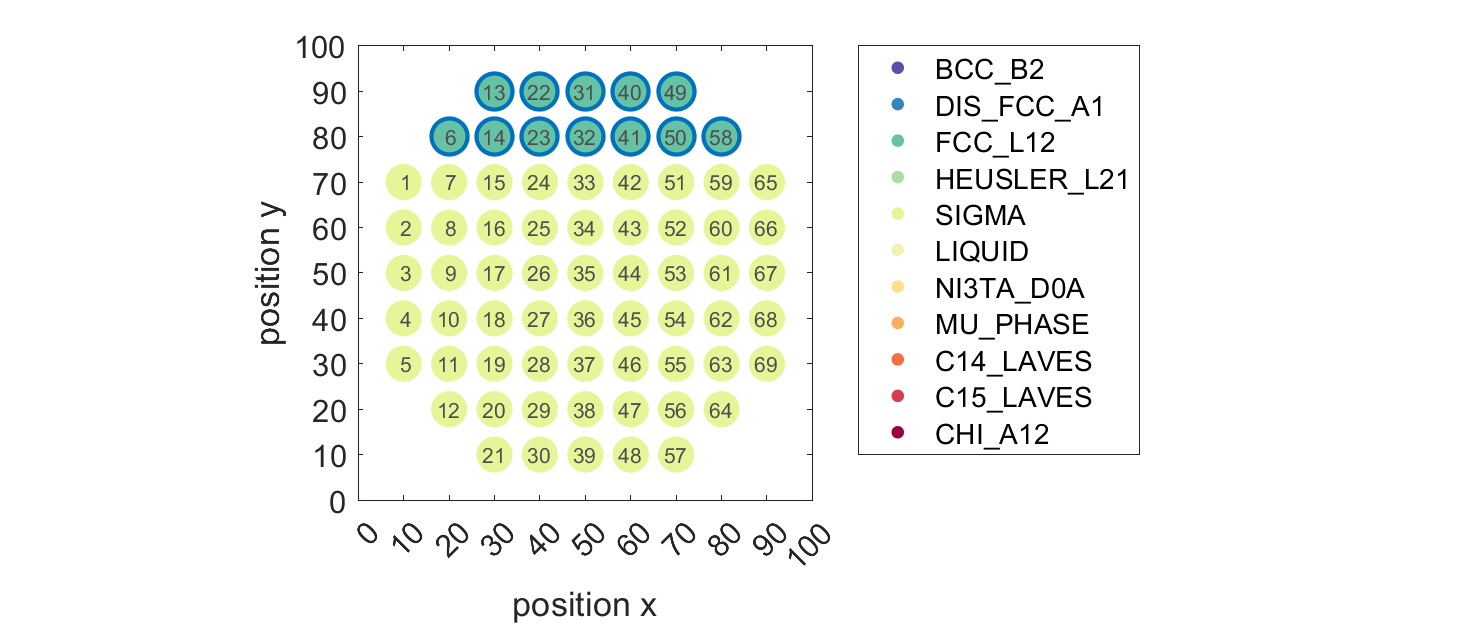 100
90
80
70
60
50
40
30
20
10
0
position y
13 22 31 40 49
6 14 23 32 41 50 58
1 7 15 24 33 42 51 59 65
2 8 16 25 34 43 52 60 66
3 9 17 26 35 44 53 61 67
4 10 18 27 36 45 54 62 68
5 11 19 28 37 46 55 63 69
12 20 29 38 47 56 64
21 30 39 48 57
0 10 20 30 40 50 60 70 80 90 100
position x
BCC_B2
DIS_FCC_A1
FCC_L12
HEUSLER_L21
SIGMA
LIQUID
NI3TA_D0A
MU_PHASE
C14_LAVES
C15_LAVES
CHI_A12